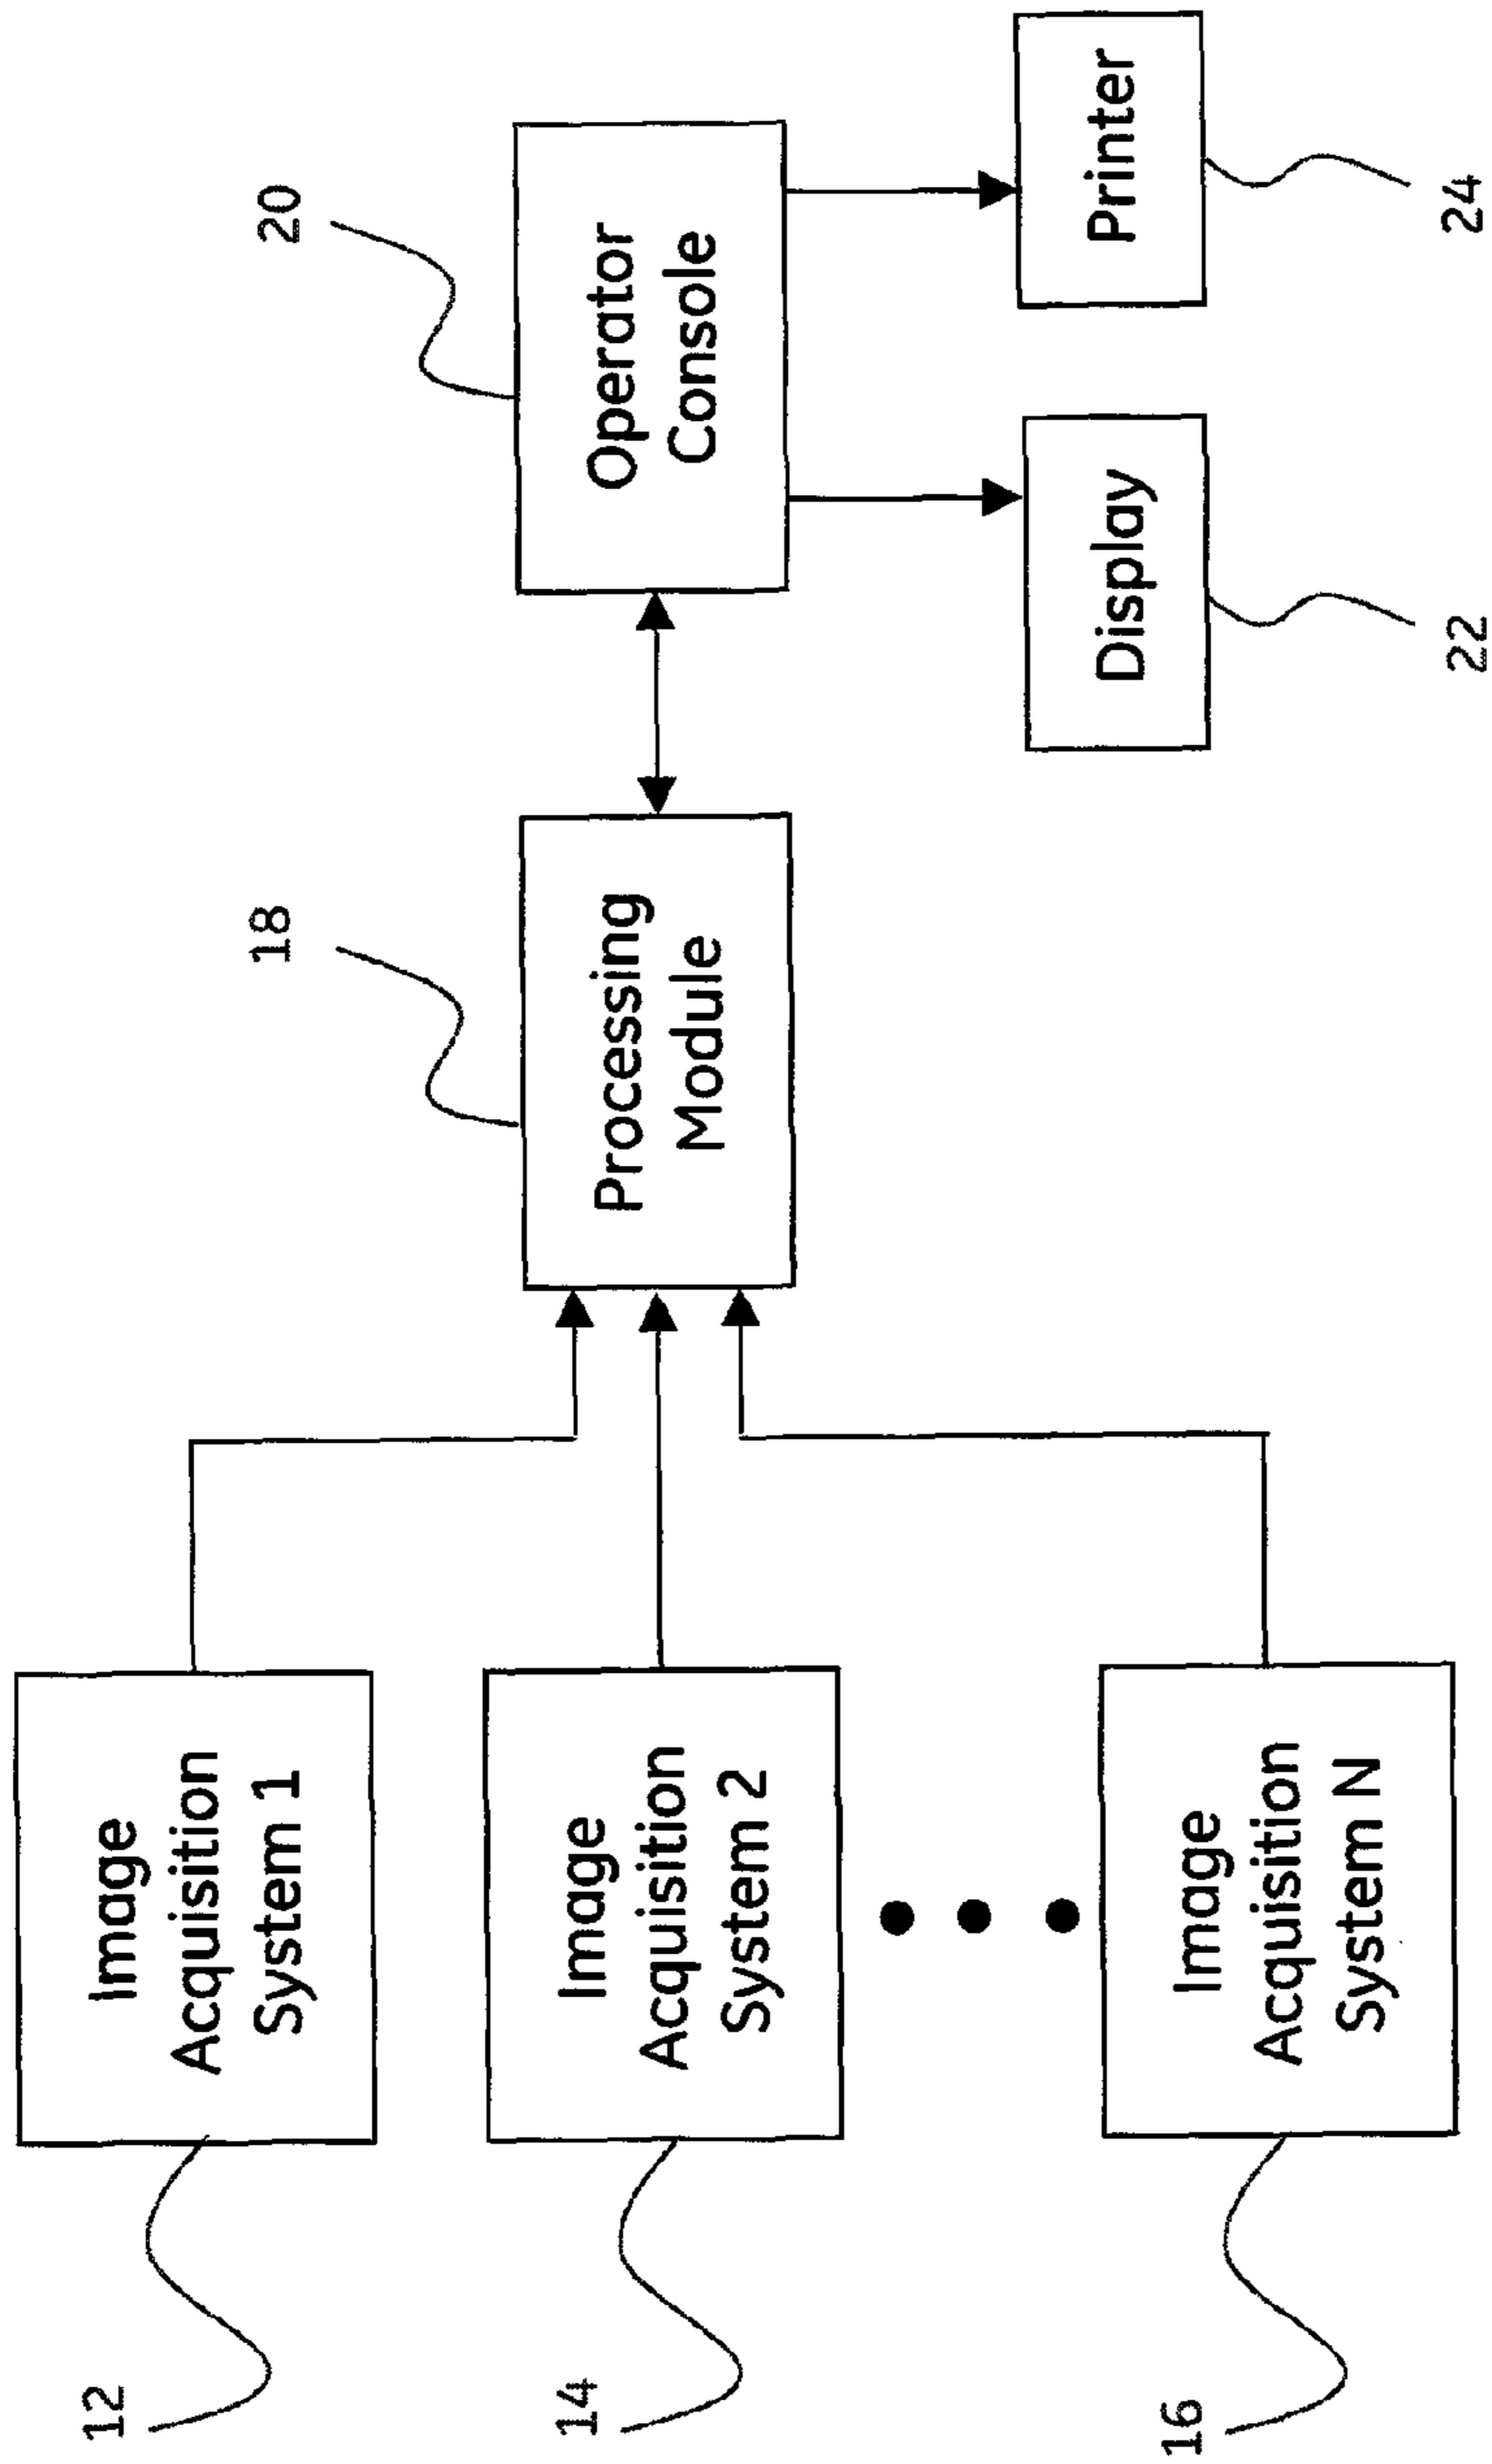 12
Image
Acquisition
System 1
14
Image
Acquisition
System 2
16
Image
Acquisition
System N
18
Processing
Module
20
Operator
Console
Display
22
Printer
24